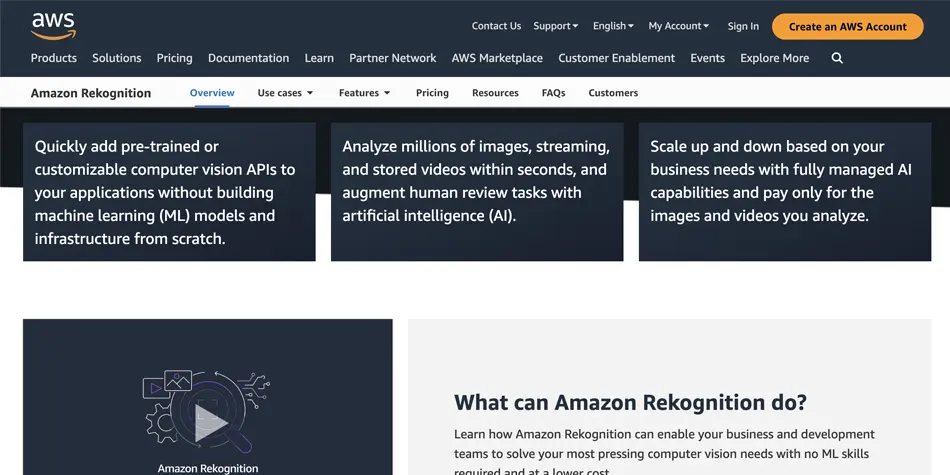 aws
Contact Us Support English My Account Sign In Create an AWS Account
Products Solutions Pricing Documentation Learn Partner Network AWS Marketplace Customer Enablement Events Explore More
Amazon Rekognition Overview Use cases Features Pricing Resources FAQs Customers
Quickly add pre-trained or
customizable computer vision APIs to
your applications without building
machine learning (ML) models and
infrastructure from scratch.
Analyze millions of images, streaming,
and stored videos within seconds, and
augment human review tasks with
artificial intelligence (AI).
Scale up and down based on your
business needs with fully managed AI
capabilities and pay only for the
images and videos you analyze.
Amazon Rekognition
What can Amazon Rekognition do?
Learn how Amazon Rekognition can enable your business and development
teams to solve your most pressing computer vision needs with no ML skills
required and at a lower cost.